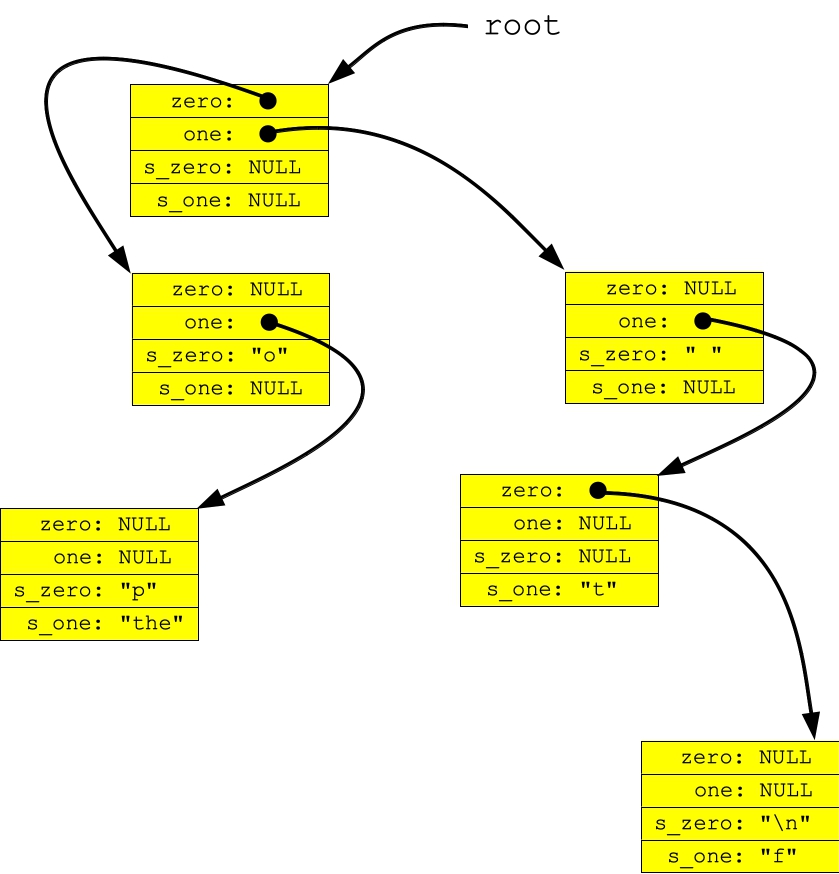 root
zero:
one:
s_zero: NULL
s_one: NULL
zero: NULL
one:
s_zero: "o"
s_one: NULL
zero: NULL
one:
s_zero: " "
s_one: NULL
zero: NULL
one: NULL
s_zero: "p"
s_one: "the"
zero:
one: NULL
s_zero: NULL
s_one: "t"
zero: NULL
one: NULL
s_zero: "\n"
s_one: "f"